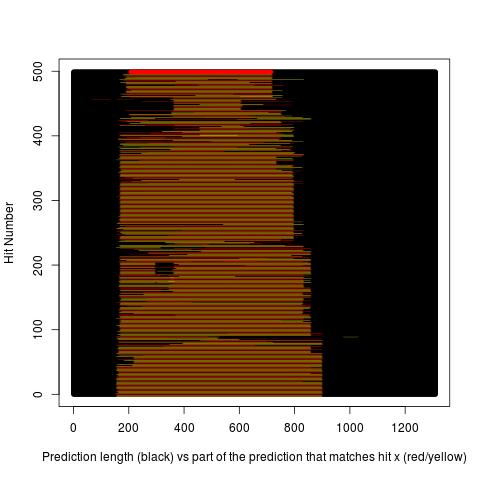 500
400
300
200
100
0
Hit Number
0 200 400 600 800 1000 1200
Prediction length (black) vs part of the prediction that matches hit x (red/yellow)